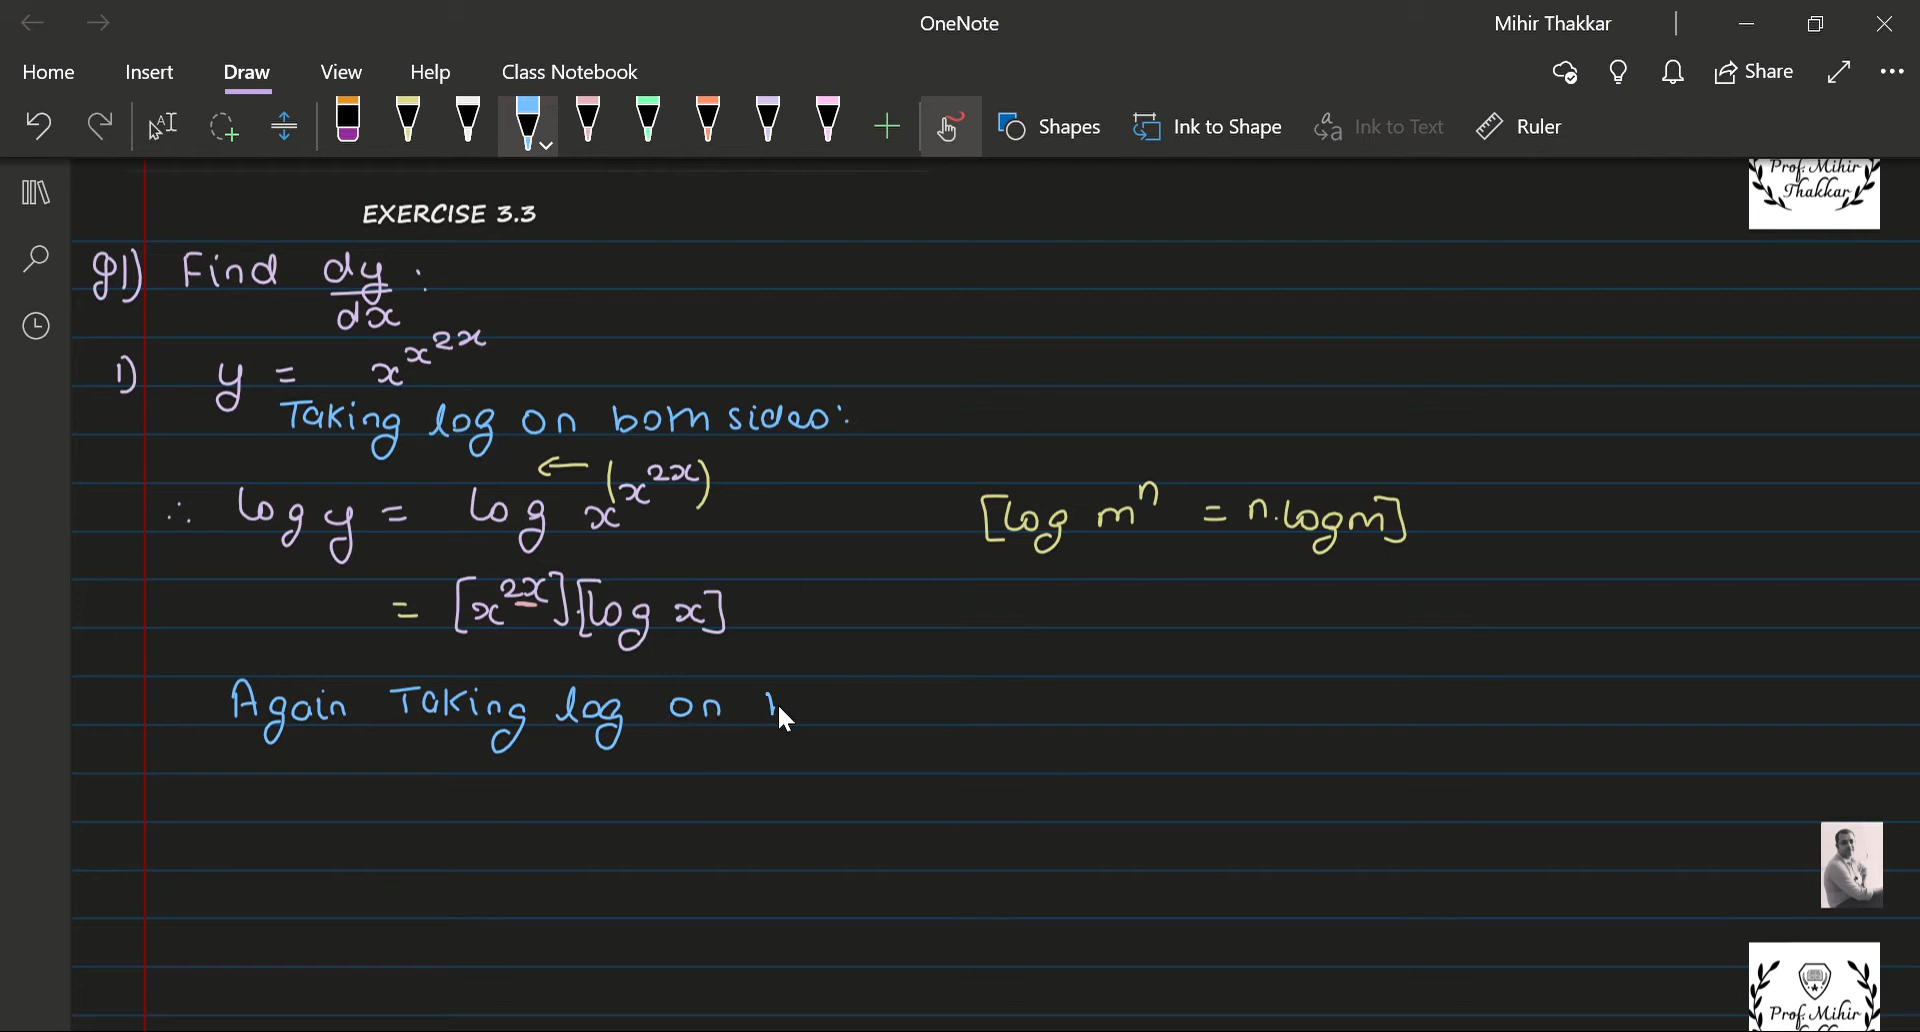 OneNote
Mihir Thakkar
Home Insert Draw View Help Class Notebook
Share
Shapes Ink to Shape Ink to Text Ruler
Prof. Mihir
Thakkar
EXERCISE 3.3
Q1) Find dy/dx :
1) y = x^x^2x
Taking log on both sides:
∴ log y = log x^(x^2x) [log m^n = n.logm]
= [x^2x].[log x]
Again Taking log on
Prof. Mihir